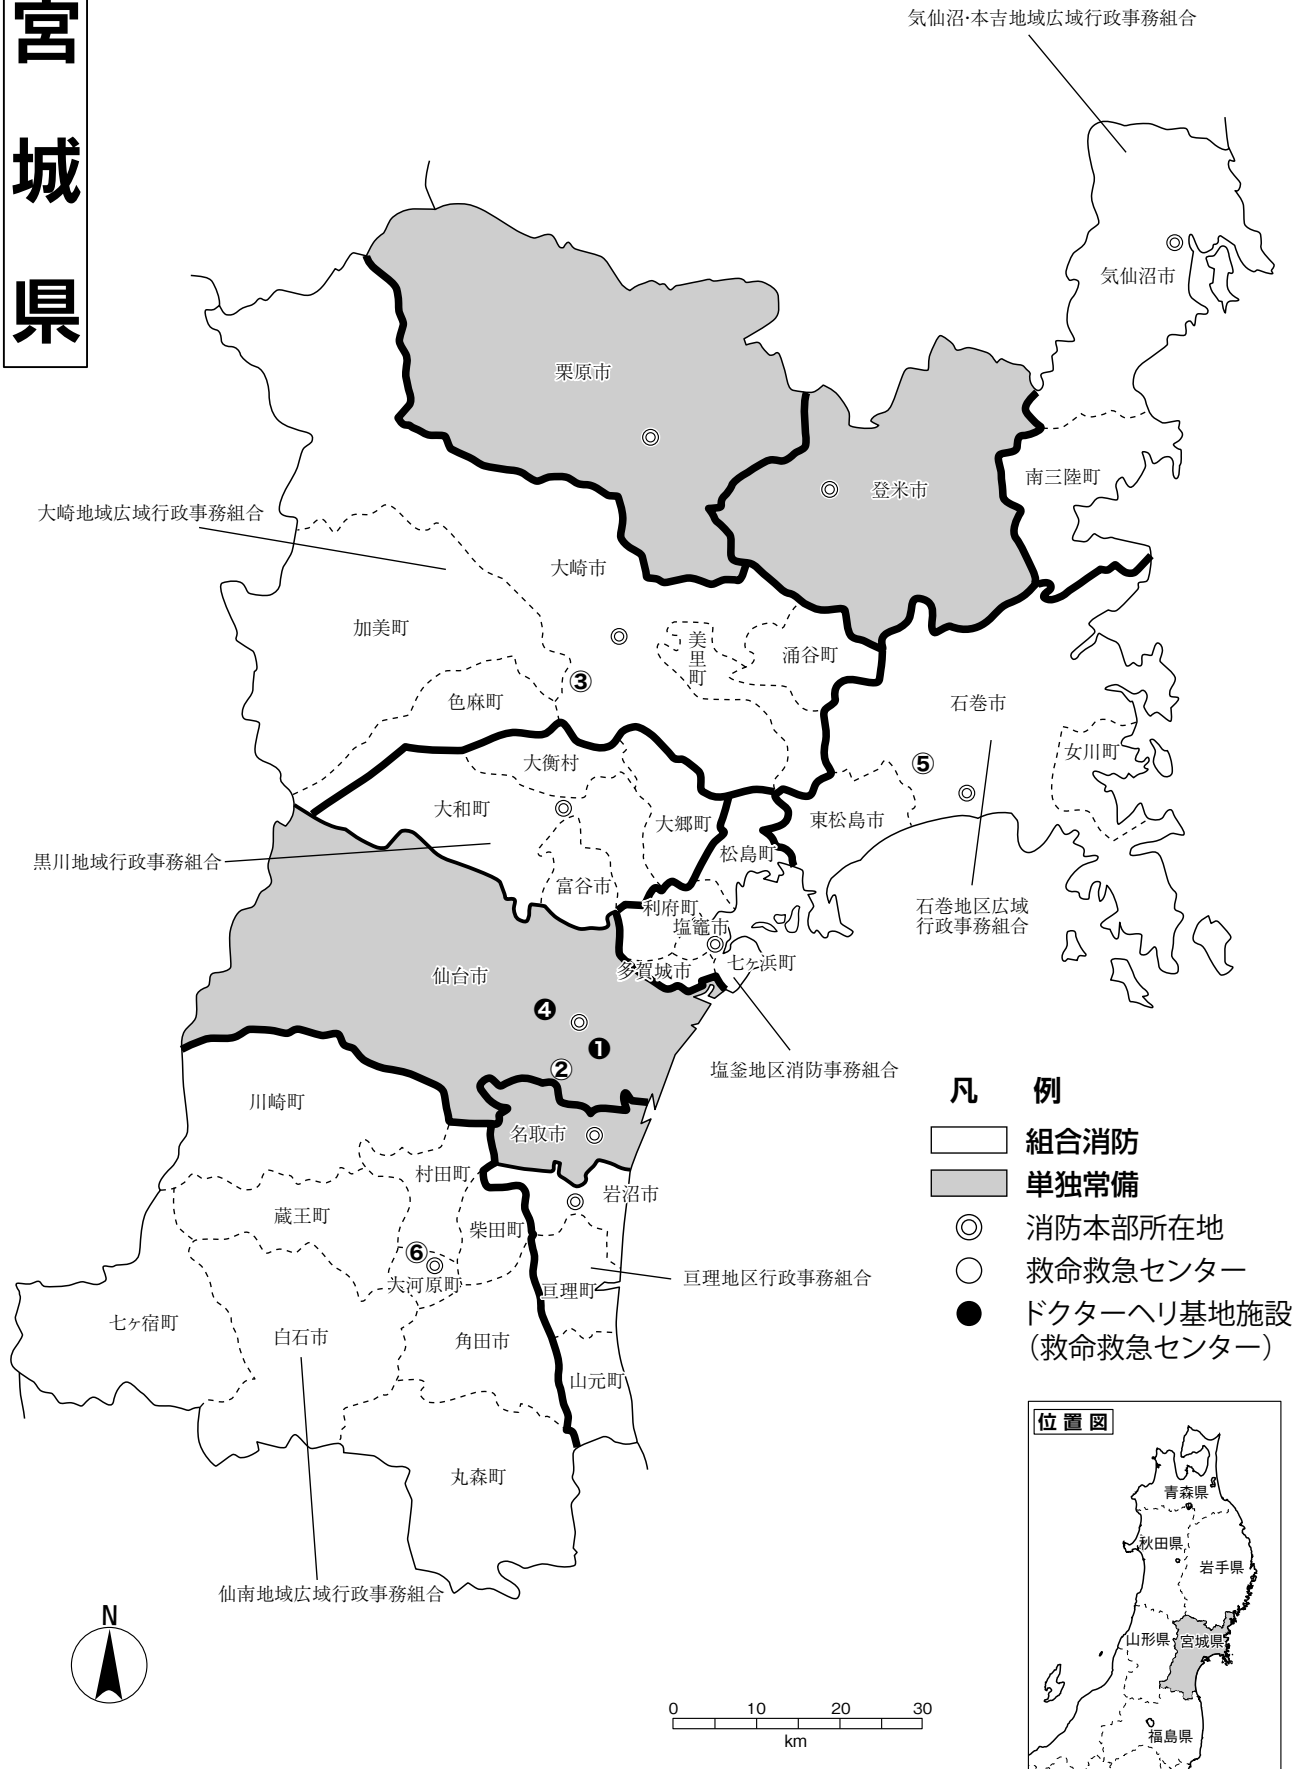 宮城県
気仙沼・本吉地域広域行政事務組合
気仙沼市
栗原市
登米市
南三陸町
大崎地域広域行政事務組合
大崎市
加美町
美里町
涌谷町
③
色麻町
石巻市
女川町
大衡村
⑤
大和町
大郷町
東松島市
松島町
黒川地域行政事務組合
富谷市
利府町
石巻地区広域
行政事務組合
塩竈市
多賀城市
七ヶ浜町
仙台市
❹
❶
②
塩釜地区消防事務組合
川崎町
名取市
村田町
岩沼市
蔵王町
柴田町
⑥
大河原町
亘理地区行政事務組合
亘理町
七ヶ宿町
白石市
角田市
山元町
丸森町
仙南地域広域行政事務組合
凡 例
組合消防
単独常備
消防本部所在地
救命救急センター
ドクターヘリ基地施設
（救命救急センター）
位置図
青森県
秋田県
岩手県
山形県
宮城県
福島県
N
0 10 20 30
km